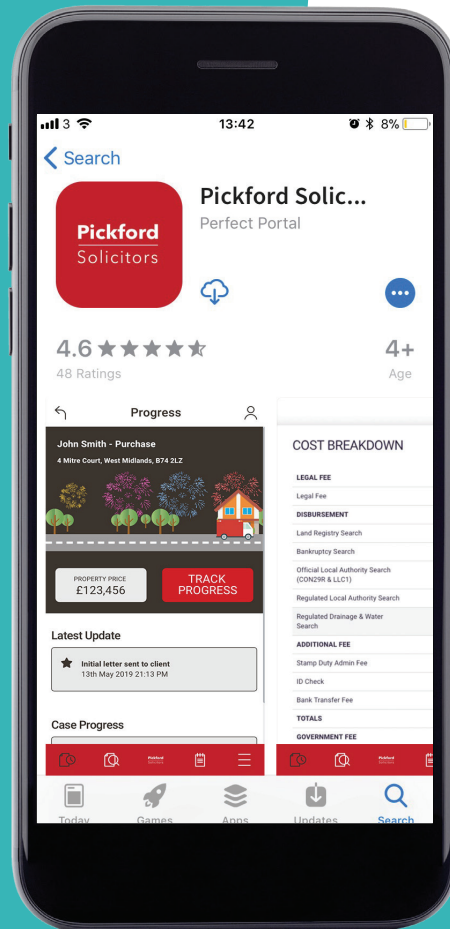 3
13:42
8%
Search
Pickford
Solicitors
Pickford Solic...
Perfect Portal
4.6
48 Ratings
4+
Age
Progress
John Smith - Purchase
4 Mitre Court, West Midlands, B74 2LZ
PROPERTY PRICE
£123,456
TRACK
PROGRESS
Latest Update
Initial letter sent to client
13th May 2019 21:13 PM
Case Progress
Pickford
COST BREAKDOWN
LEGAL FEE
Legal Fee
DISBURSEMENT
Land Registry Search
Bankruptcy Search
Official Local Authority Search
(CON29R & LLC1)
Regulated Local Authority Search
Regulated Drainage & Water
Search
ADDITIONAL FEE
Stamp Duty Admin Fee
ID Check
Bank Transfer Fee
TOTALS
GOVERNMENT FEE
Pickford
Today
Games
Apps
Updates
Search